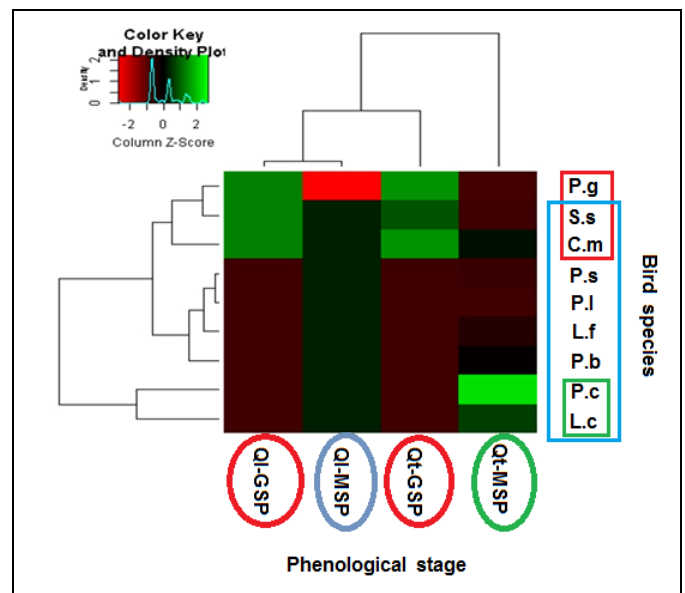 Color Key
and Density Plot
Density
0 1 2
-2 0 2
Column Z-Score
P.g
S.s
C.m
P.s
P.l
L.f
P.b
P.c
L.c
Bird species
Ql-GSP
Ql-MSP
Qt-GSP
Qt-MSP
Phenological stage